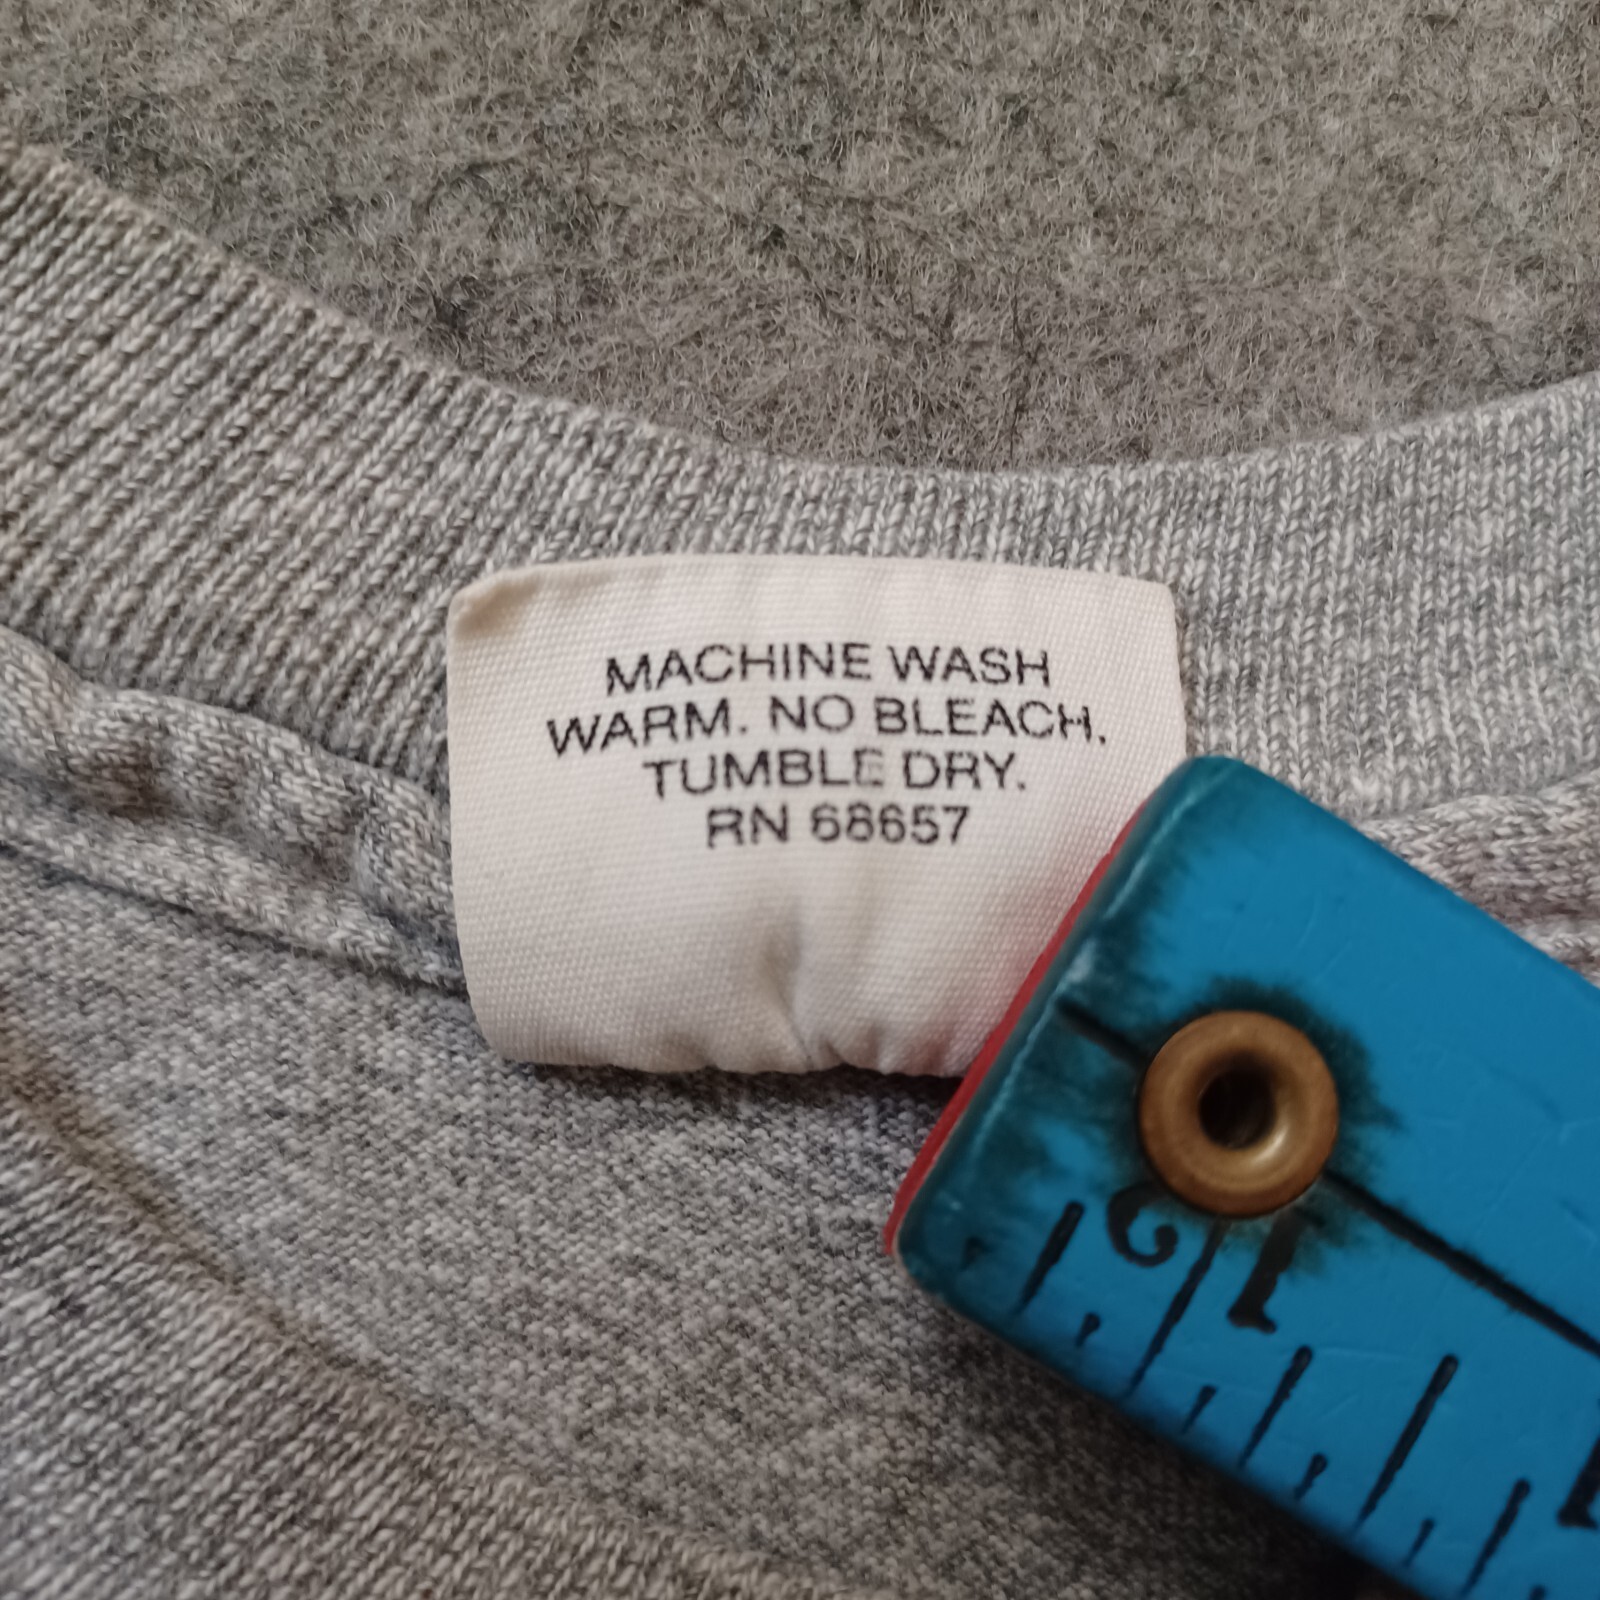 MACHINE WASH
WARM. NO BLEACH.
TUMBLE DRY.
RN 68657